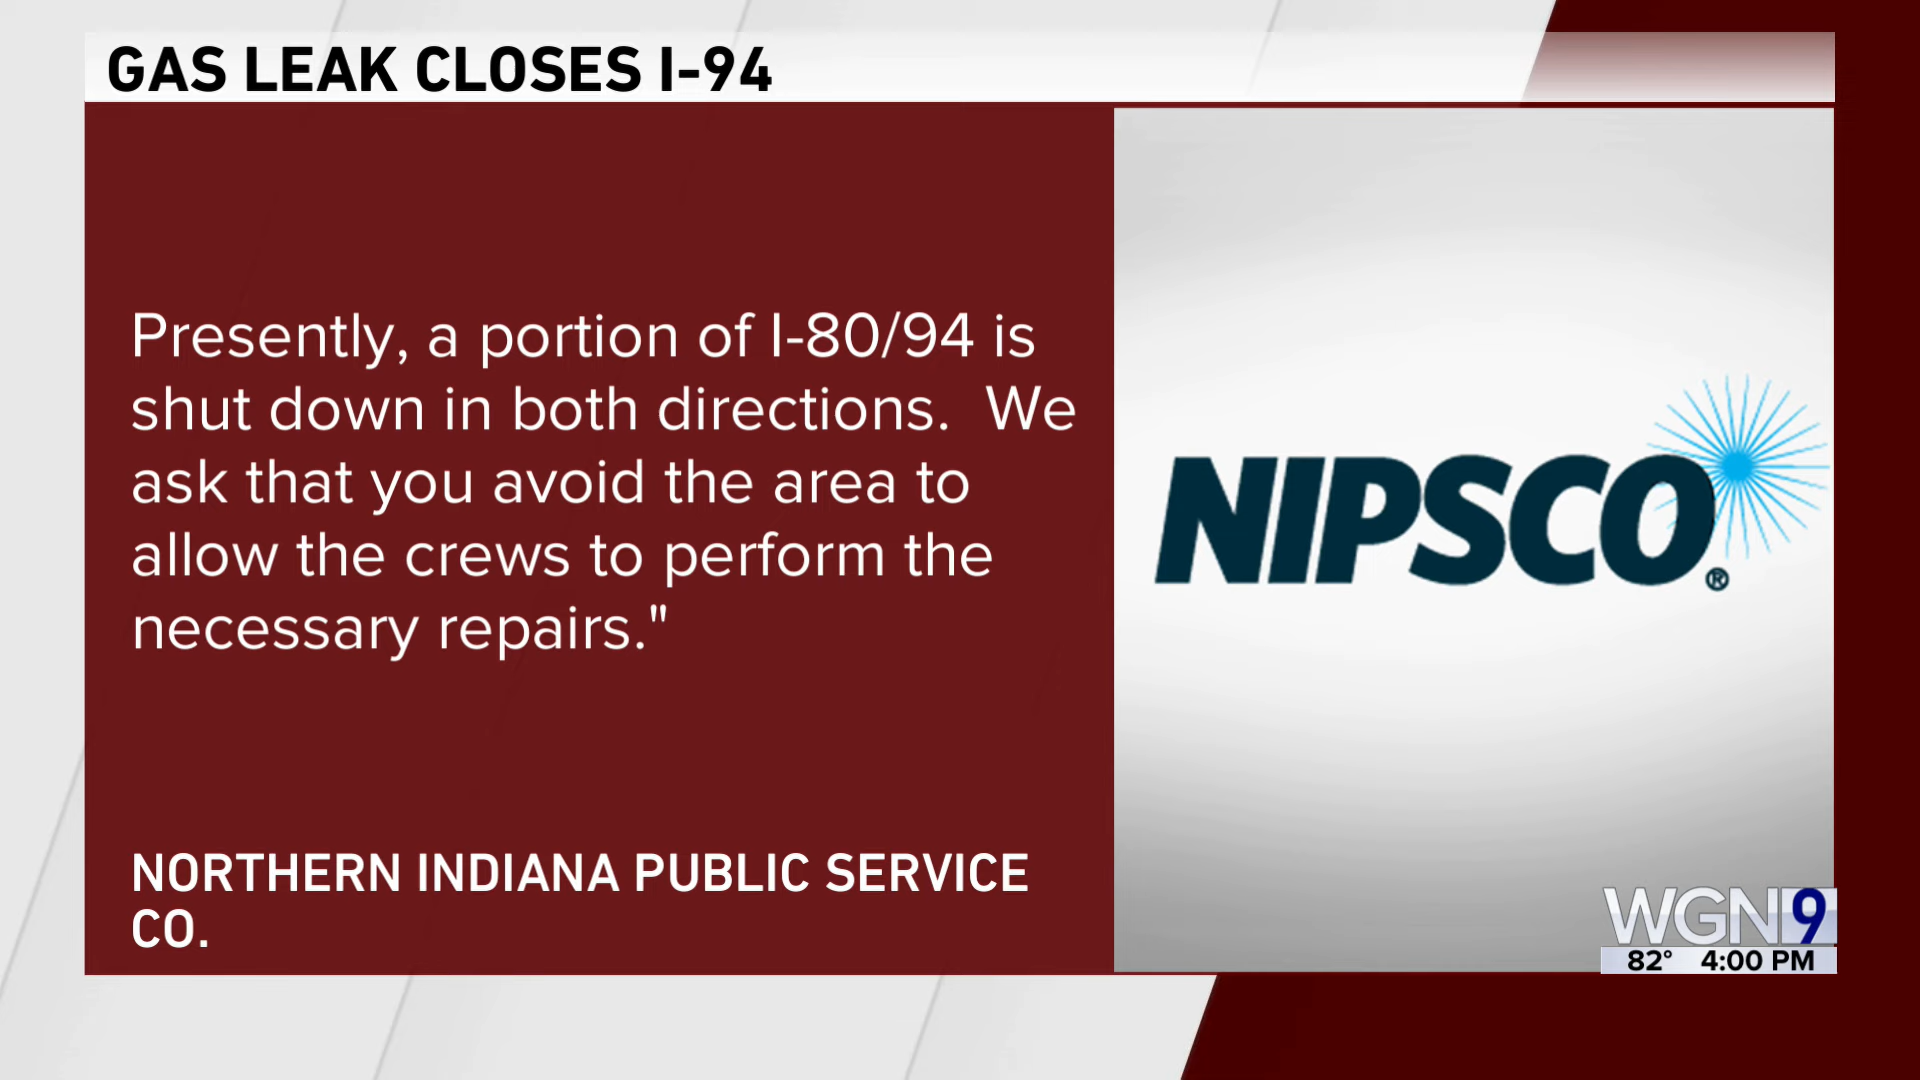 GAS LEAK CLOSES I-94
Presently, a portion of I-80/94 is
shut down in both directions.  We
ask that you avoid the area to
allow the crews to perform the
necessary repairs."
NORTHERN INDIANA PUBLIC SERVICE
CO.
NIPSCO®
WGN9
82° 4:00 PM